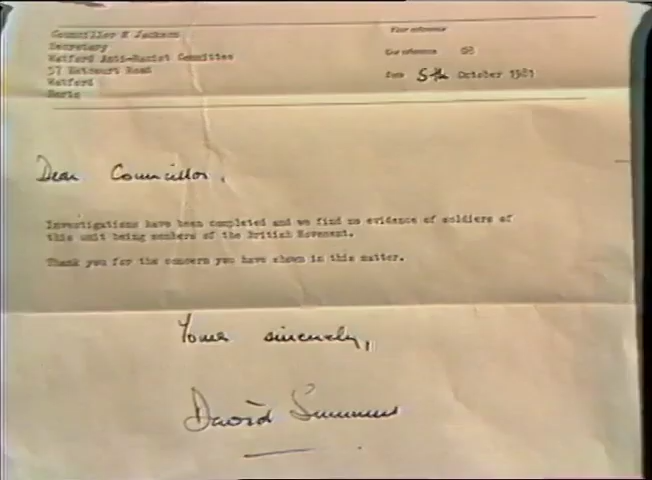 Councillor M Jackson
Secretary
Watford Anti-Racist Committee
57 Road
Watford
Herts
Your reference
Our reference
Date 5th October 1981
Dear Councillor,
Investigations have been completed and we find no evidence of soldiers of
this unit being members of the British Movement.
Thank you for the concern you have shown in this matter.
Yours sincerely,
David